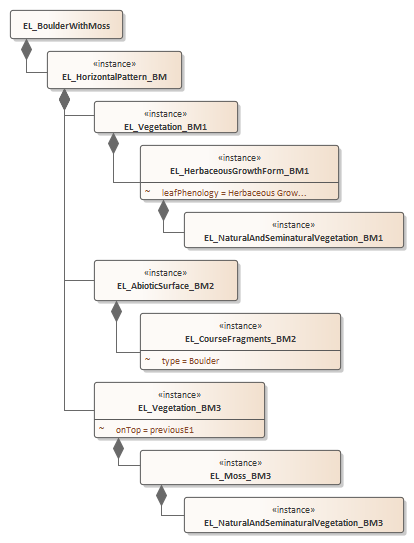 EL_BoulderWithMoss
«instance»
EL_HorizontalPattern_BM
«instance»
EL_Vegetation_BM1
«instance»
EL_HerbaceousGrowthForm_BM1
~ leafPhenology = Herbaceous Grow...
«instance»
EL_NaturalAndSeminaturalVegetation_BM1
«instance»
EL_AbioticSurface_BM2
«instance»
EL_CourseFragments_BM2
~ type = Boulder
«instance»
EL_Vegetation_BM3
~ onTop = previousE1
«instance»
EL_Moss_BM3
«instance»
EL_NaturalAndSeminaturalVegetation_BM3